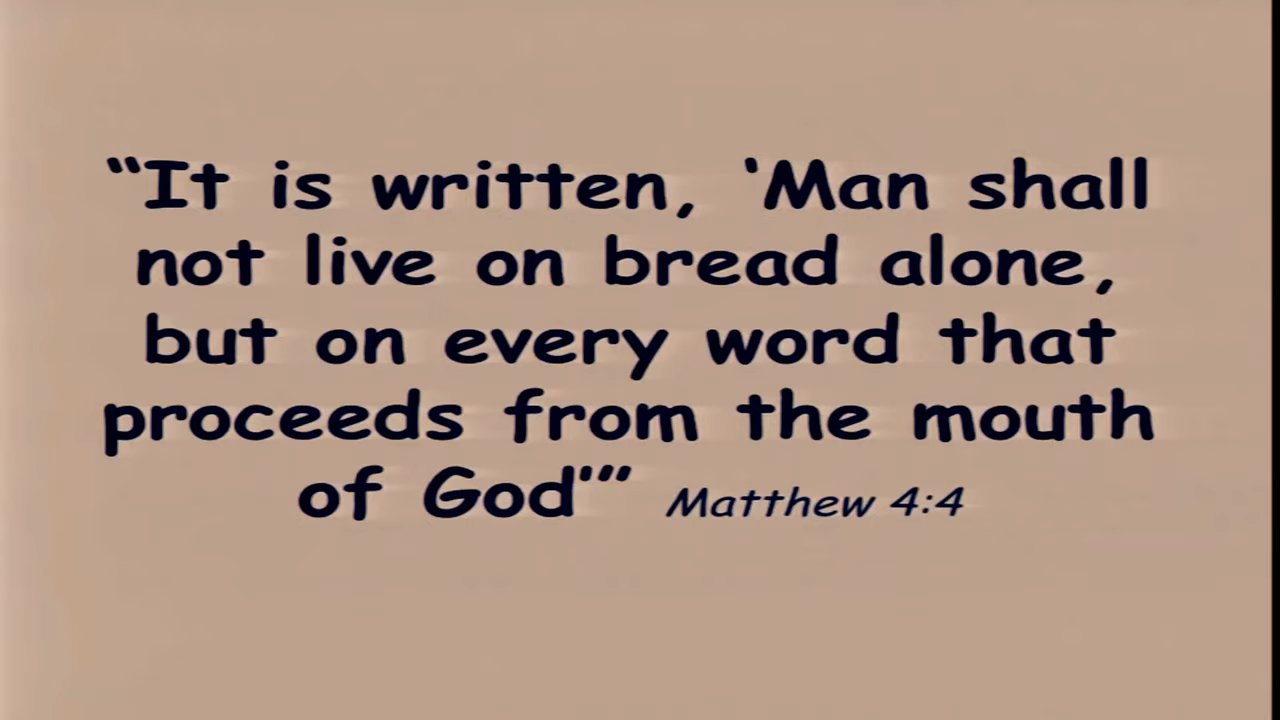 “It is written, ‘Man shall
not live on bread alone,
but on every word that
proceeds from the mouth
of God’” Matthew 4:4